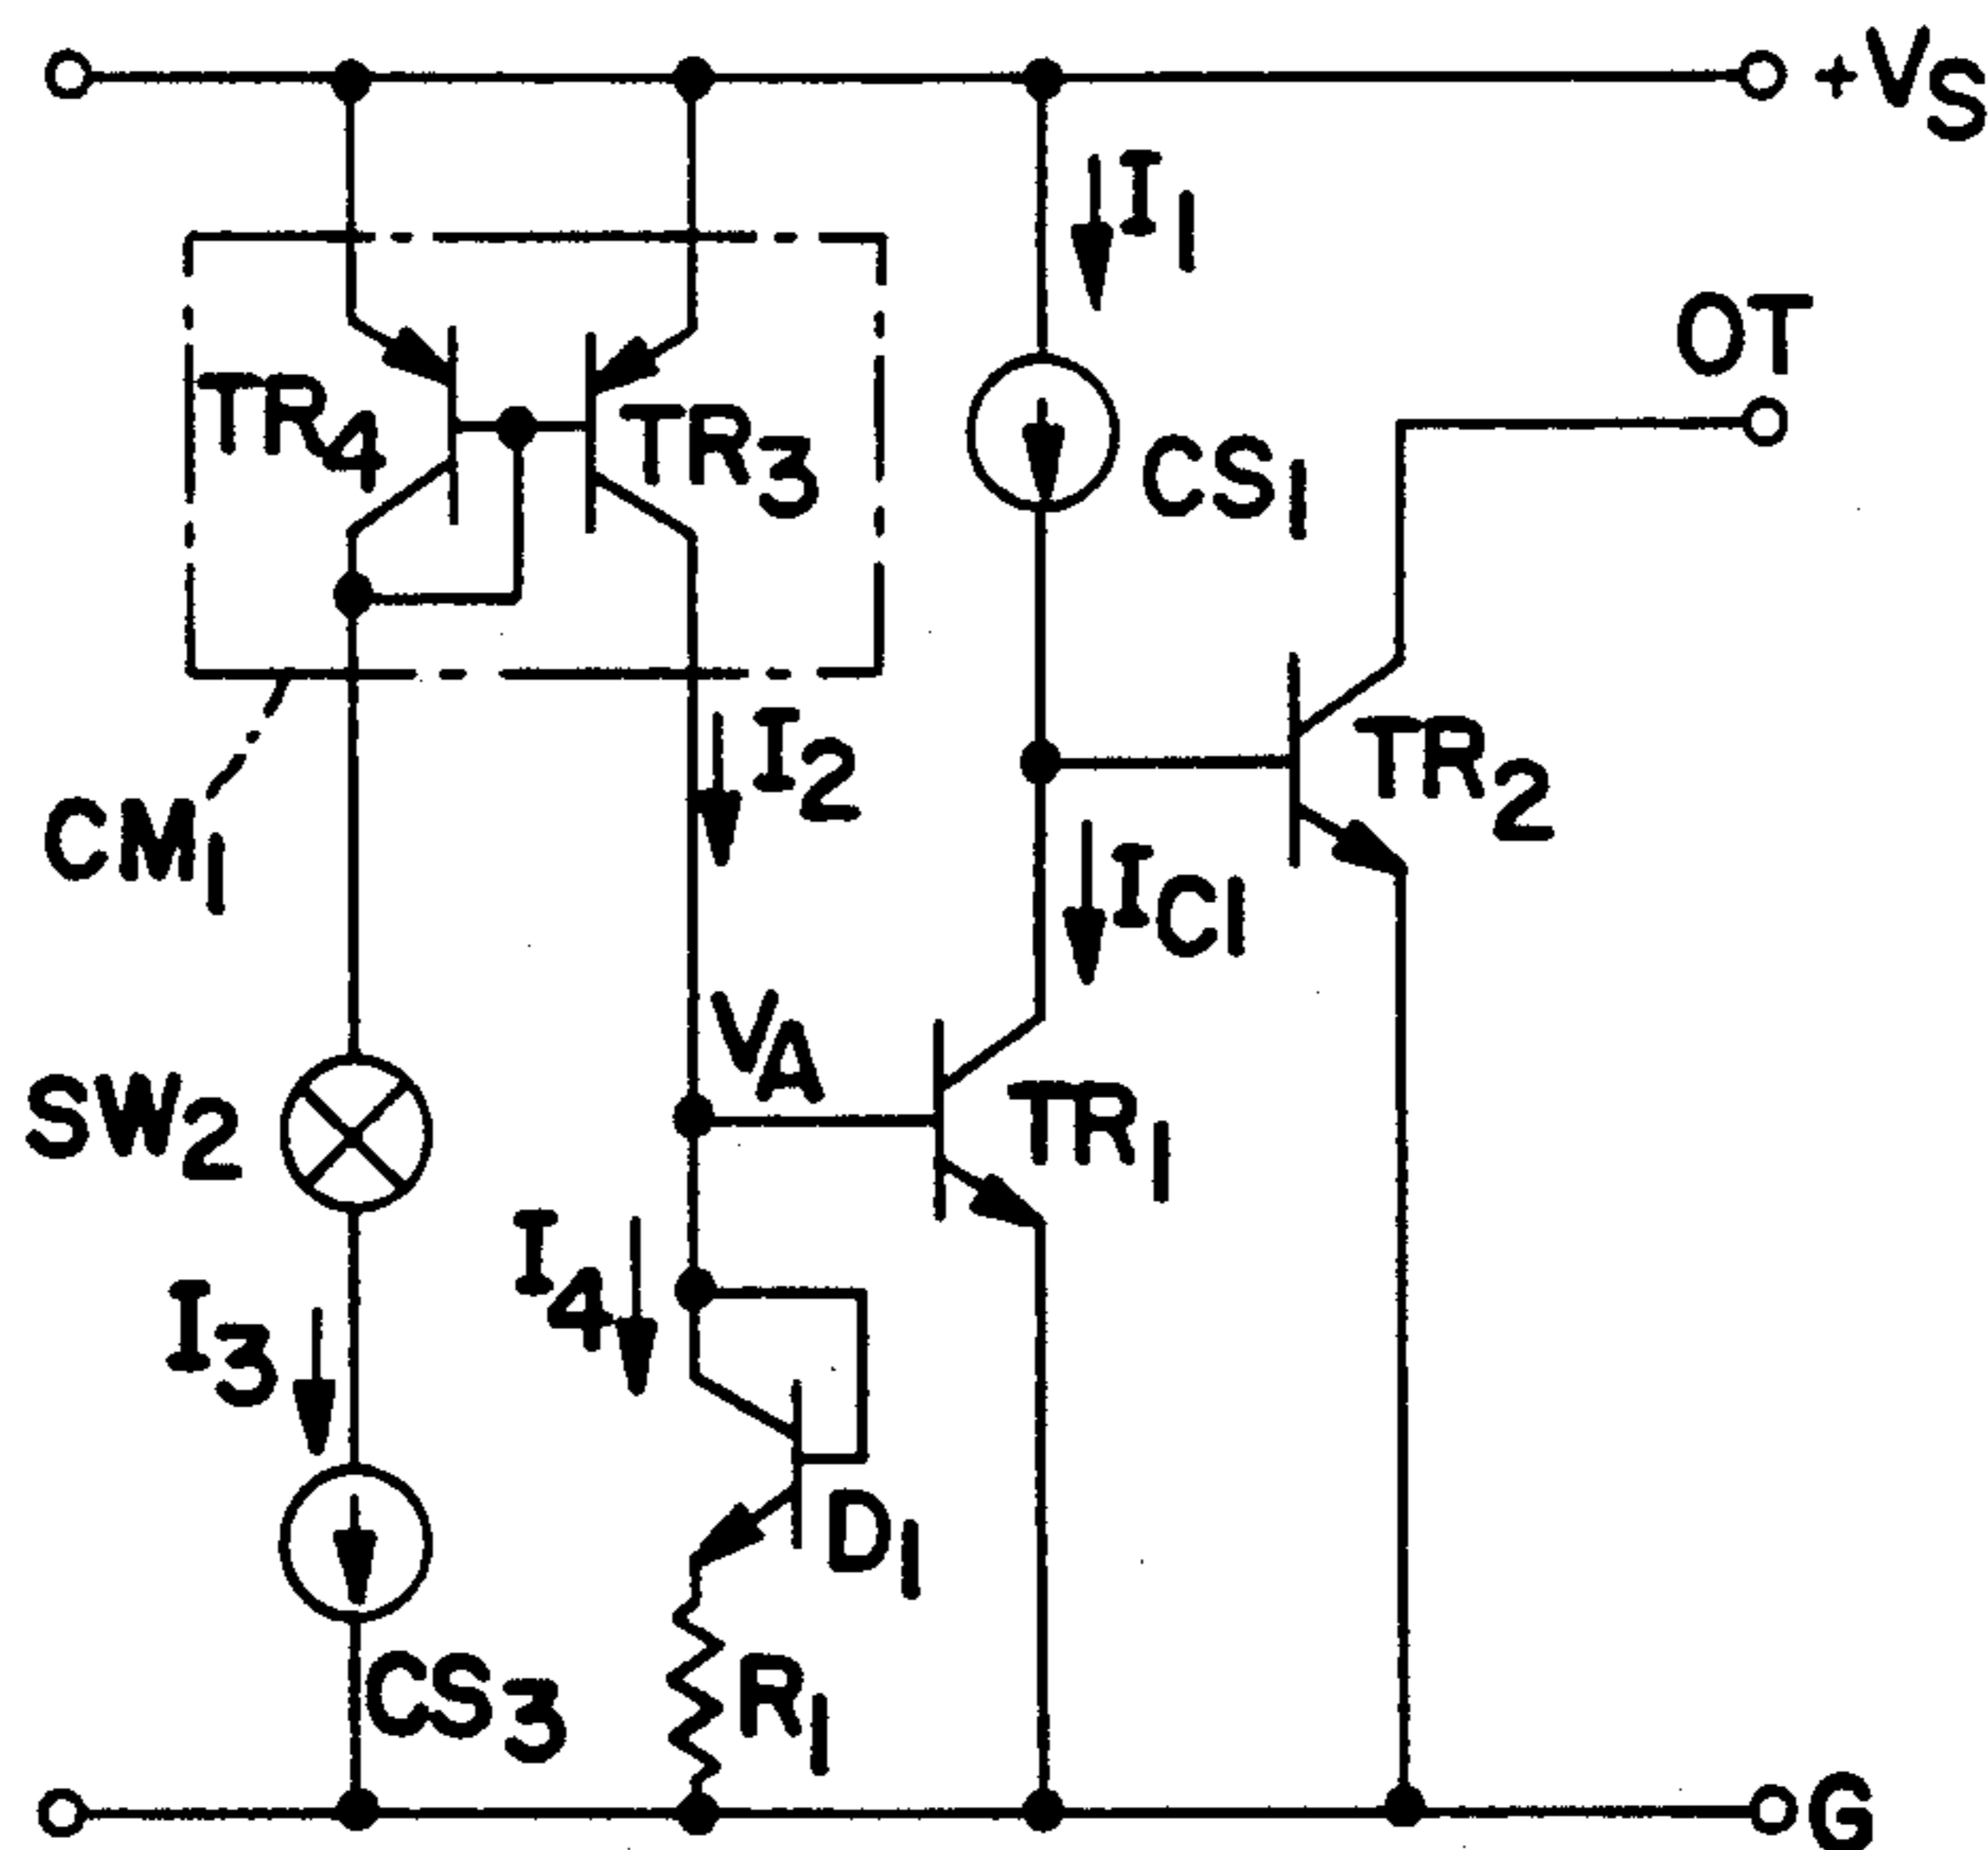 +VS
I1
OT
TR4
TR3
CS1
I2
TR2
CM1
IC1
VA
SW2
TR1
I4
I3
D1
CS3
R1
G